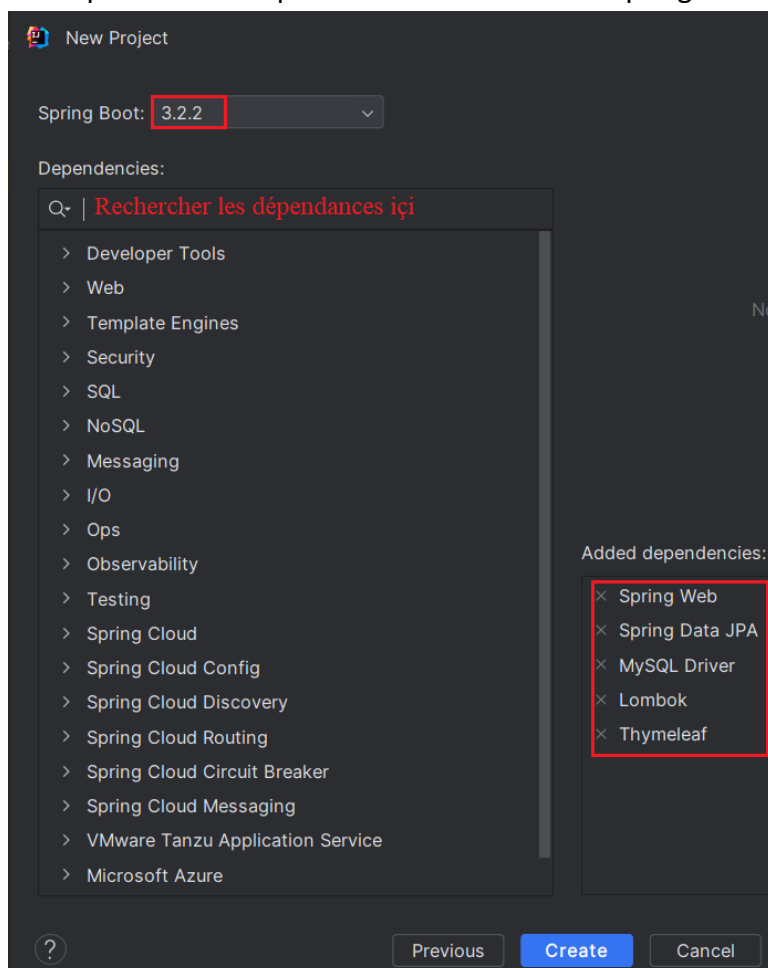 New Project
Spring Boot: 3.2.2
Dependencies:
Rechercher les dépendances içi
Developer Tools
Web
Template Engines
Security
SQL
NoSQL
Messaging
I/O
Ops
Observability
Testing
Spring Cloud
Spring Cloud Config
Spring Cloud Discovery
Spring Cloud Routing
Spring Cloud Circuit Breaker
Spring Cloud Messaging
VMware Tanzu Application Service
Microsoft Azure
Added dependencies:
Spring Web
Spring Data JPA
MySQL Driver
Lombok
Thymeleaf
? Previous Create Cancel